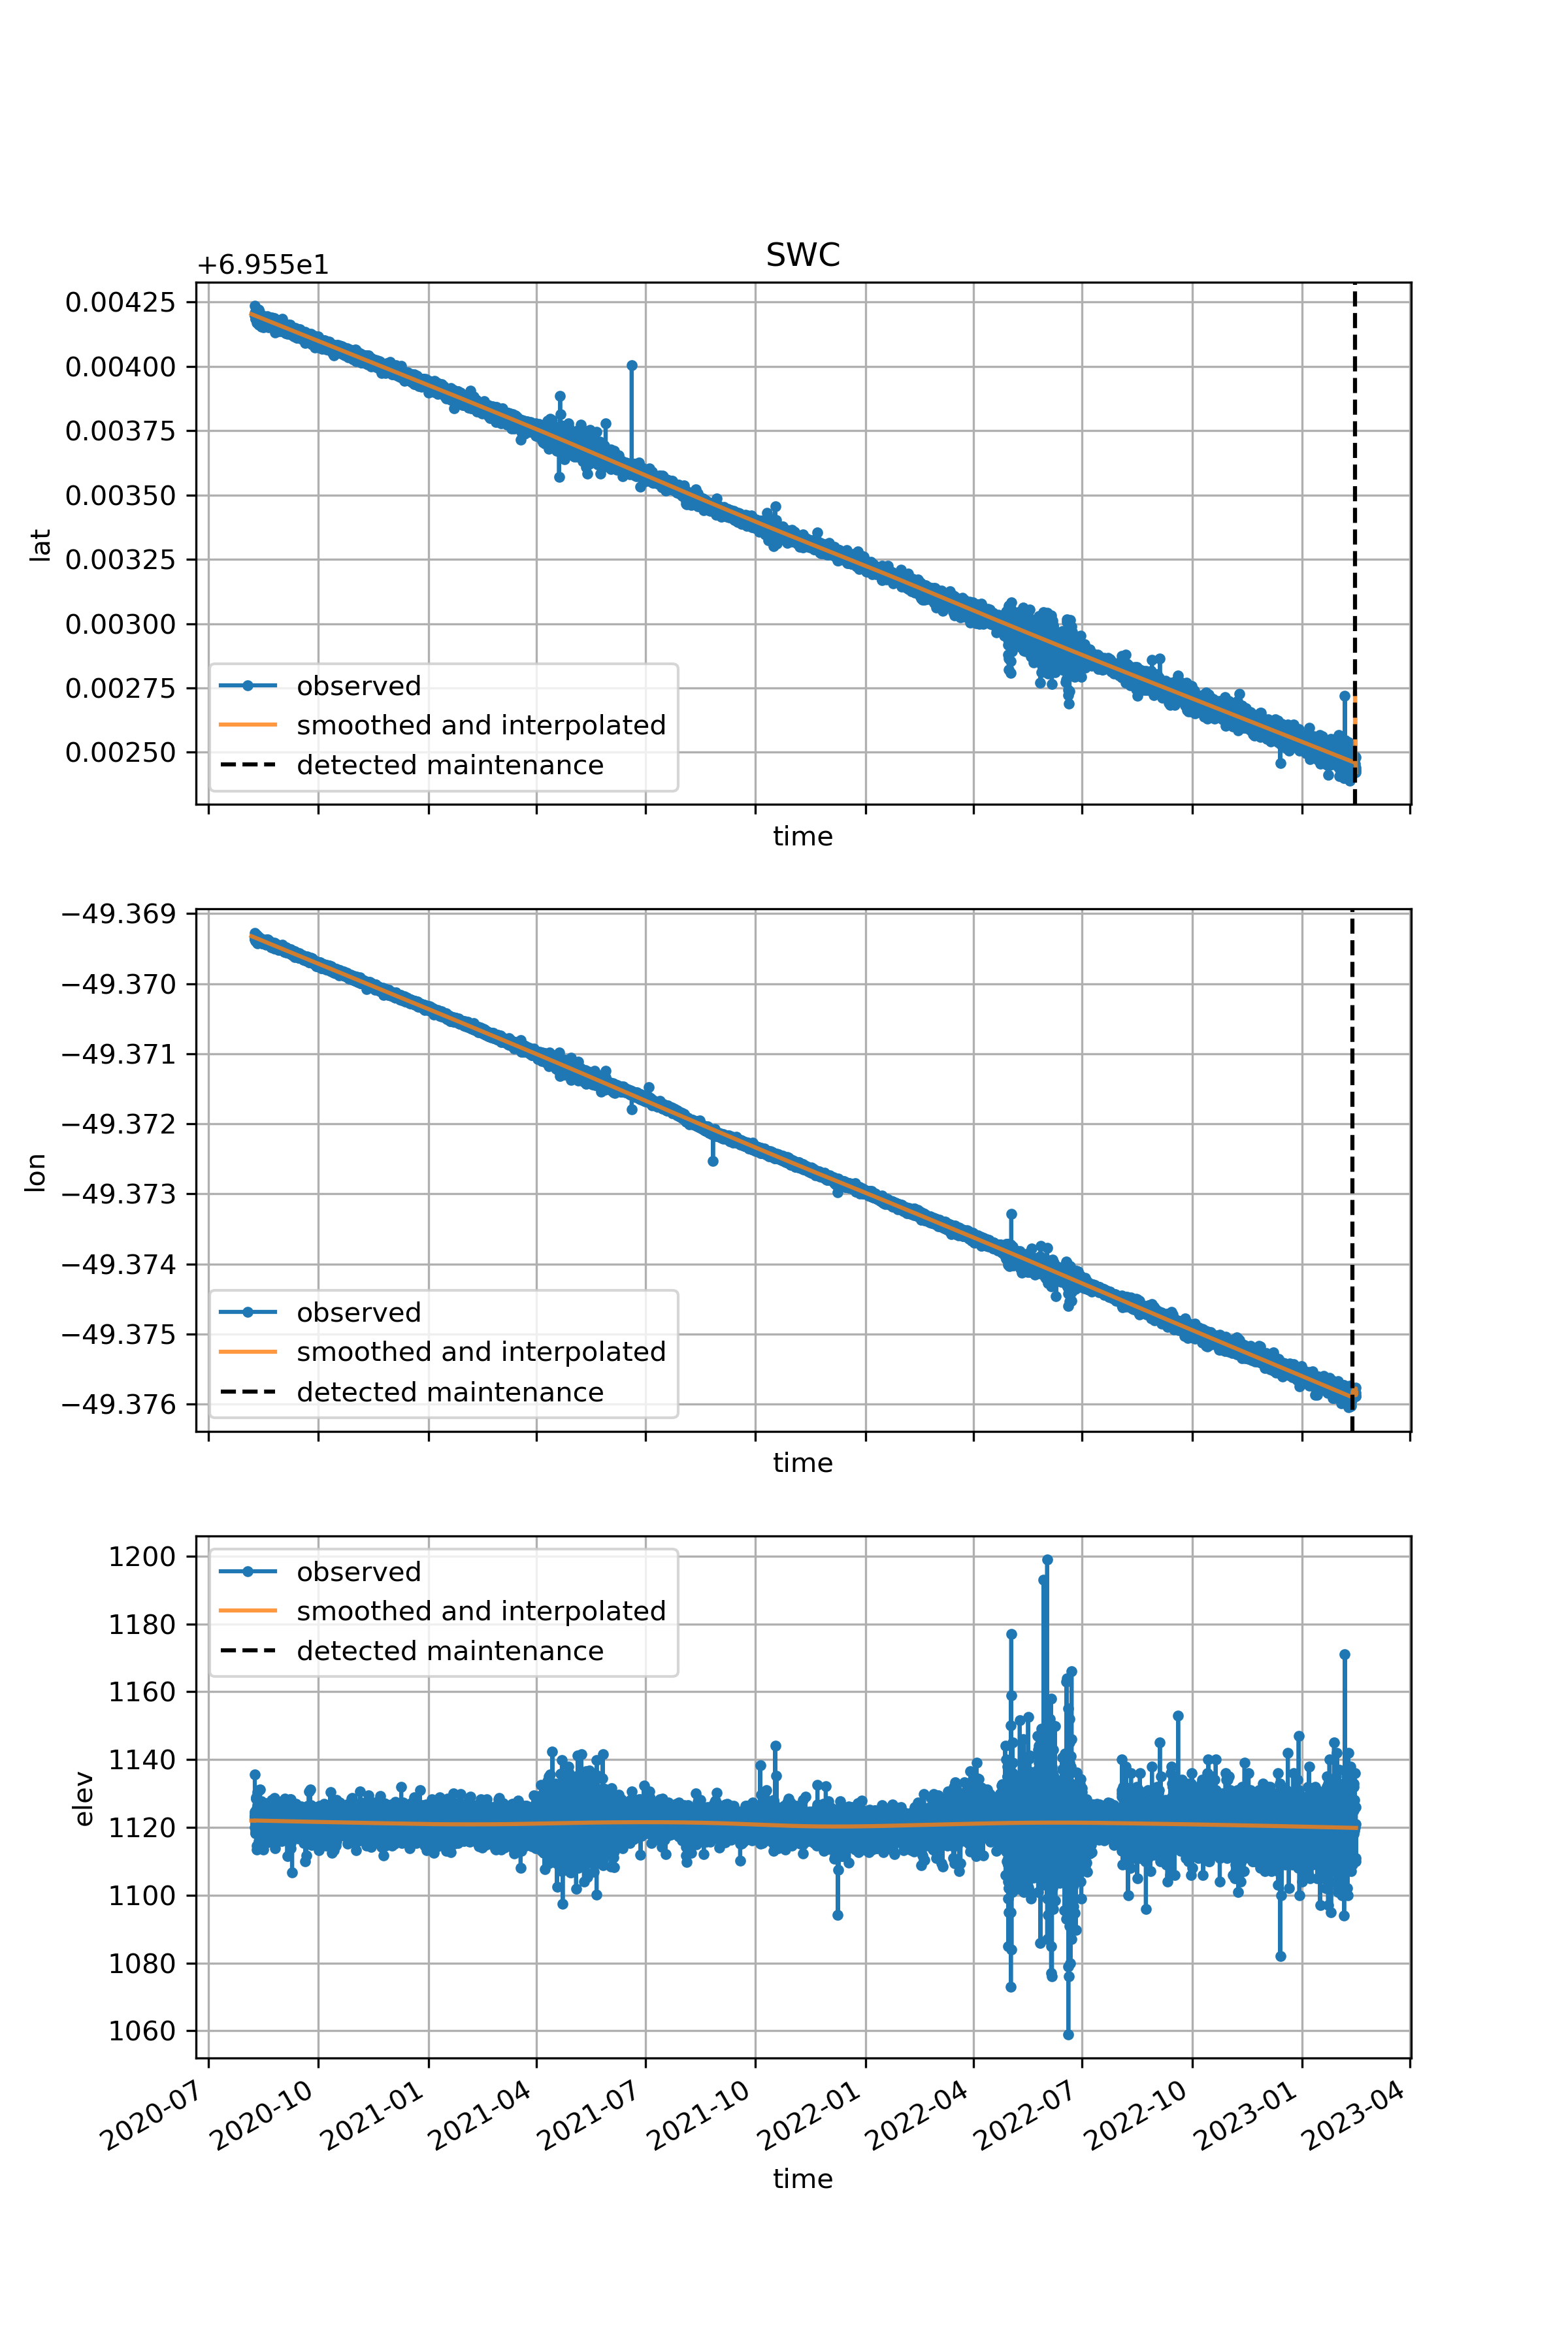 SWC
+6.955e1
0.00425
0.00400
0.00375
0.00350
0.00325
0.00300
0.00275
0.00250
lat
observed
smoothed and interpolated
detected maintenance
time
−49.369
−49.370
−49.371
−49.372
−49.373
−49.374
−49.375
−49.376
lon
observed
smoothed and interpolated
detected maintenance
time
1200
1180
1160
1140
1120
1100
1080
1060
elev
observed
smoothed and interpolated
detected maintenance
2020-07
2020-10
2021-01
2021-04
2021-07
2021-10
2022-01
2022-04
2022-07
2022-10
2023-01
2023-04
time